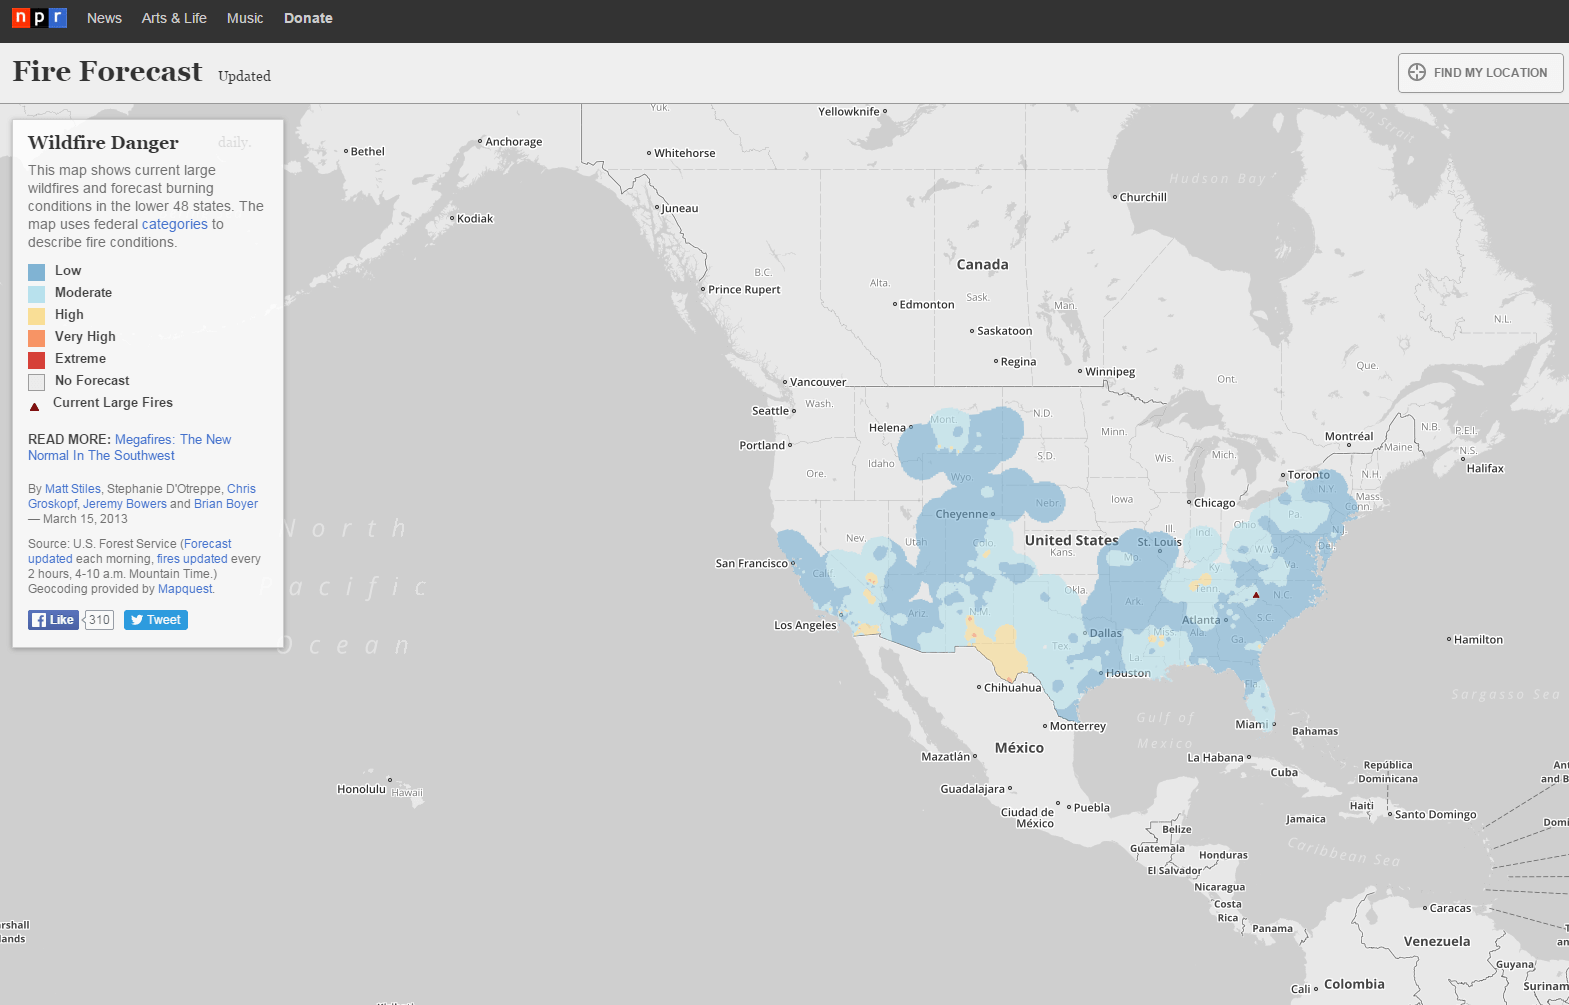 npr News Arts & Life Music Donate
Fire Forecast Updated
FIND MY LOCATION
Wildfire Danger daily.
This map shows current large
wildfires and forecast burning
conditions in the lower 48 states. The
map uses federal categories to
describe fire conditions.
Low
Moderate
High
Very High
Extreme
No Forecast
Current Large Fires
READ MORE: Megafires: The New
Normal In The Southwest
By Matt Stiles, Stephanie D'Otreppe, Chris
Groskopf, Jeremy Bowers and Brian Boyer
— March 15, 2013
Source: U.S. Forest Service (Forecast
updated each morning, fires updated every
2 hours, 4-10 a.m. Mountain Time.)
Geocoding provided by Mapquest.
Like 310 Tweet
Yuk.
Yellowknife
Bethel
Anchorage
Whitehorse
Hudson Bay
Churchill
Juneau
Kodiak
Canada
B.C.
Prince Rupert
Alta.
Edmonton
Sask.
Man.
Saskatoon
N.L.
Regina
Winnipeg
Ont.
Que.
Vancouver
Seattle
Wash.
Portland
Helena
Mont.
N.D.
Minn.
Montréal
Maine
N.B.
P.E.I.
N.S.
Halifax
Idaho
Ore.
S.D.
Wis.
Mich.
Toronto
N.H.
Wyo.
Nebr.
Iowa
Chicago
N.Y.
Mass.
Conn.
Cheyenne
Pa.
N.J.
Nev.
Utah
Colo.
United States
Kans.
Ill.
St. Louis
Ind.
Ohio
W.Va.
De.
San Francisco
Calif.
Mo.
Ky.
Va.
Okla.
Tenn.
N.C.
Ark.
Los Angeles
Ariz.
N.M.
Atlanta
S.C.
Dallas
Miss.
Ala.
Ga.
Tex.
La.
Houston
Fla.
Hamilton
North
Pacific
Ocean
Chihuahua
Sargasso Sea
Monterrey
Gulf of
Mexico
Miami
Bahamas
México
Mazatlán
La Habana
Cuba
República
Dominicana
Honolulu
Hawaii
Guadalajara
Ciudad de
México
Puebla
Haiti
Santo Domingo
Jamaica
Belize
Guatemala
Honduras
El Salvador
Caribbean Sea
Nicaragua
Costa
Rica
Panama
Caracas
Venezuela
Guyana
Cali
Colombia
Ant
and B
Domi
an
Surinam
rshall
lands